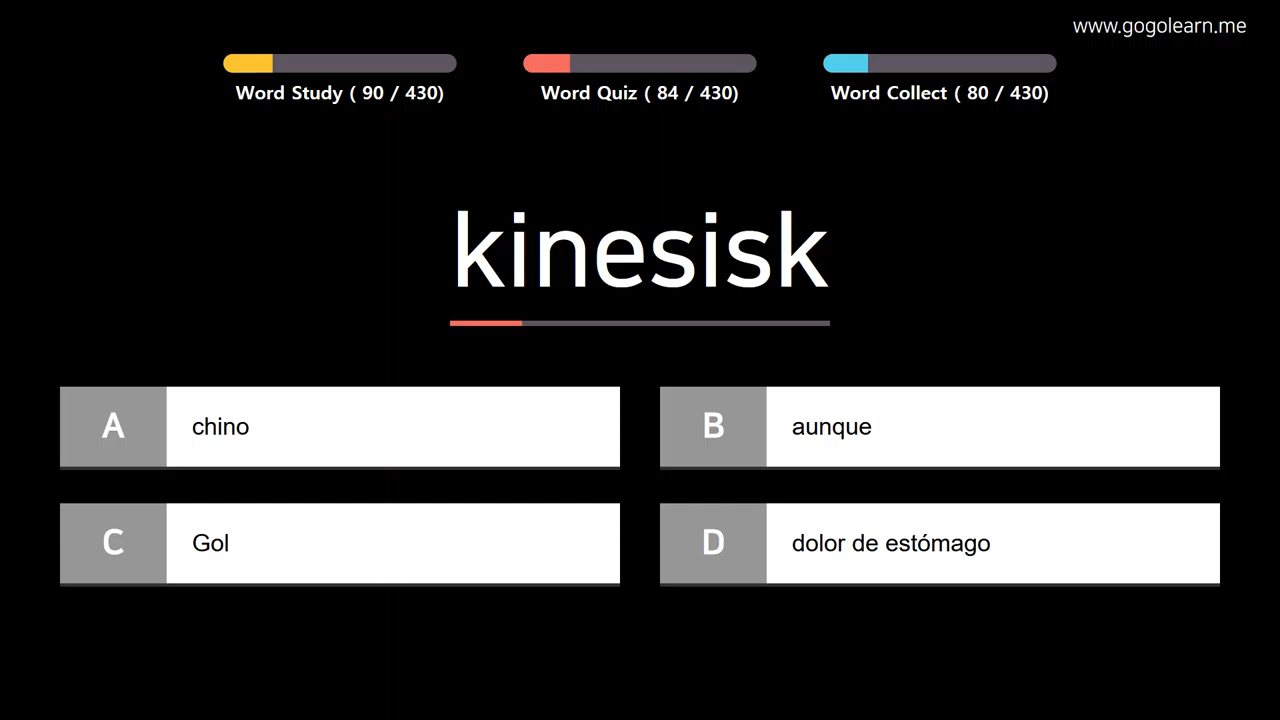 www.gogolearn.me
Word Study ( 90 / 430)
Word Quiz ( 84 / 430)
Word Collect ( 80 / 430)
kinesisk
A chino
B aunque
C Gol
D dolor de estómago